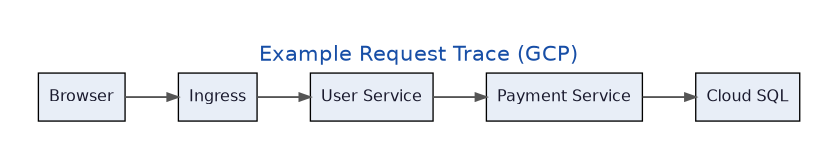 Example Request Trace (GCP)
Browser
Ingress
User Service
Payment Service
Cloud SQL